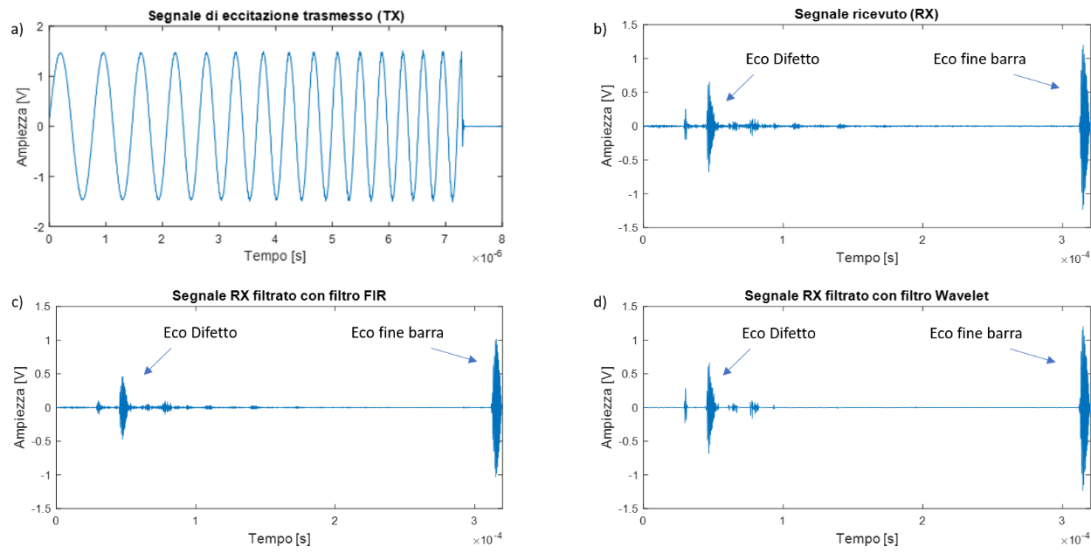 a)
Segnale di eccitazione trasmesso (TX)
Ampiezza [V]
2
1
0
-1
-2
0 1 2 3 4 5 6 7 8
Tempo [s]
×10⁻⁶
b)
Segnale ricevuto (RX)
Eco Difetto
Eco fine barra
Ampiezza [V]
1.5
1
0.5
0
-0.5
-1
-1.5
0 1 2 3
Tempo [s]
×10⁻⁴
c)
Segnale RX filtrato con filtro FIR
Eco Difetto
Eco fine barra
Ampiezza [V]
1.5
1
0.5
0
-0.5
-1
-1.5
0 1 2 3
Tempo [s]
×10⁻⁴
d)
Segnale RX filtrato con filtro Wavelet
Eco Difetto
Eco fine barra
Ampiezza [V]
1.5
1
0.5
0
-0.5
-1
-1.5
0 1 2 3
Tempo [s]
×10⁻⁴